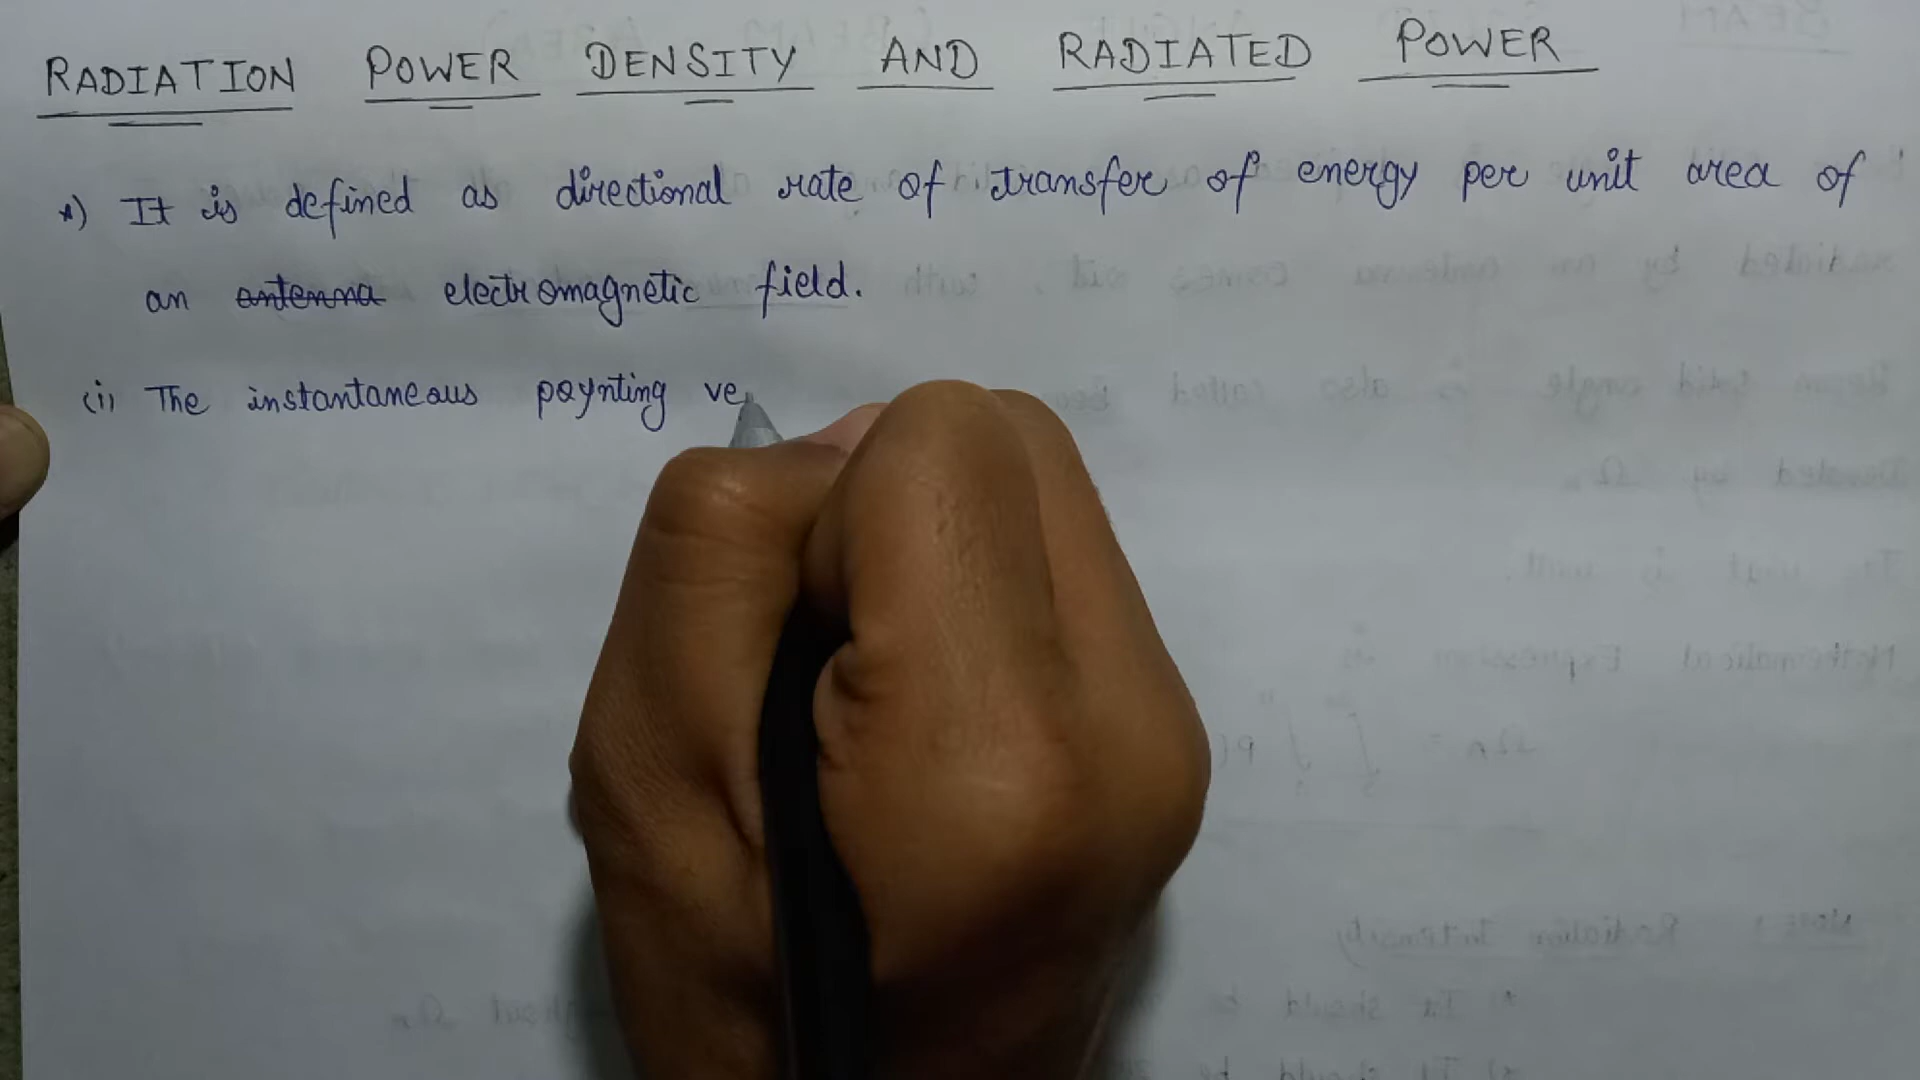 RADIATION POWER DENSITY AND RADIATED POWER
*) It is defined as directional rate of transfer of energy per unit area of
an antenna electromagnetic field.
(i) The instantaneous poynting ve